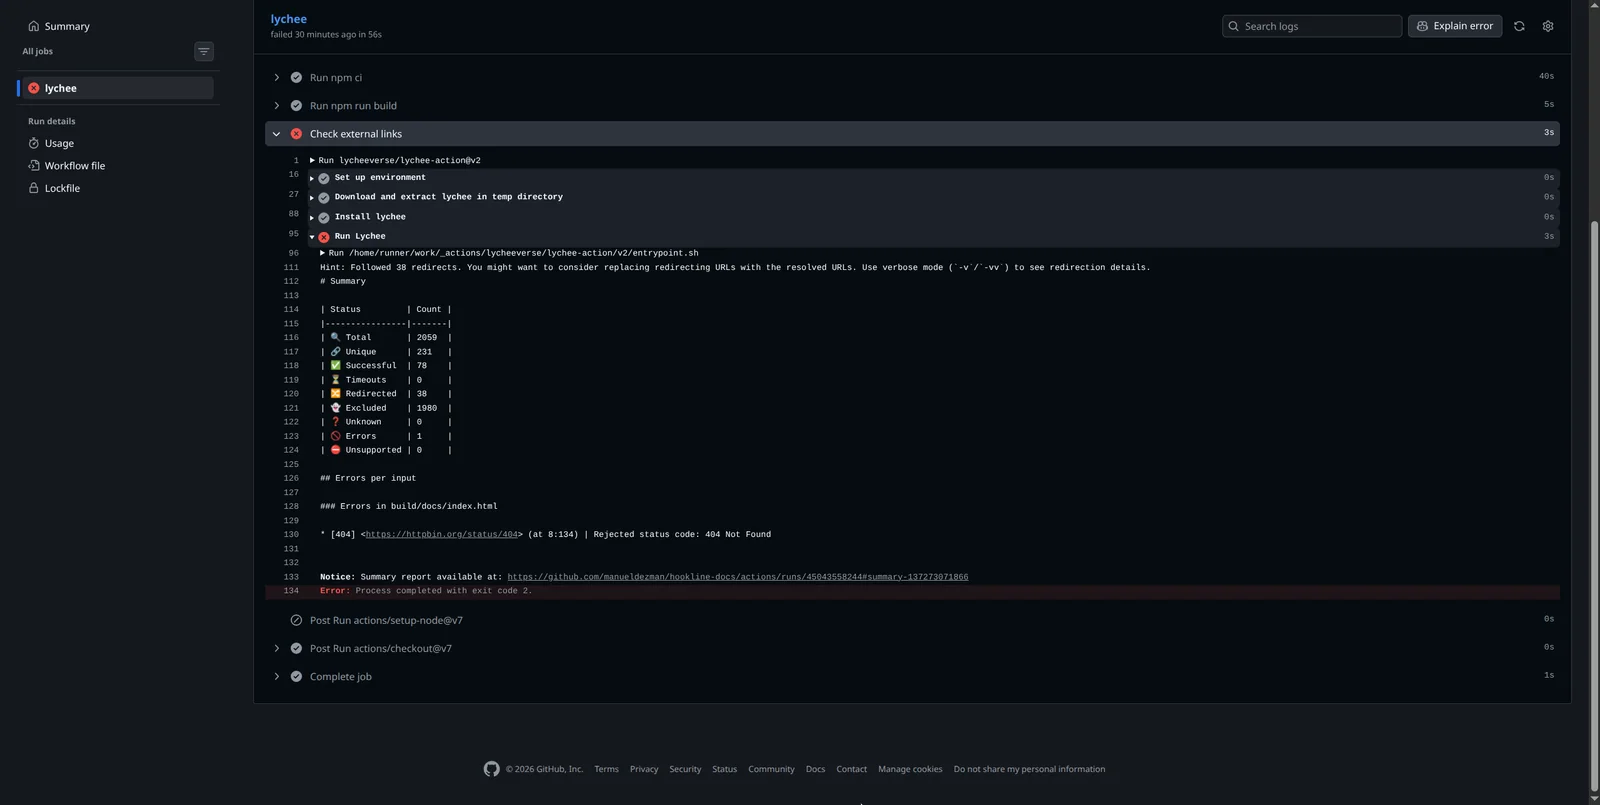 Summary
All jobs
lychee
Run details
Usage
Workflow file
Lockfile
lychee
failed 30 minutes ago in 56s
Search logs
Explain error
Run npm ci 40s
Run npm run build 5s
Check external links 3s
1 Run lycheeverse/lychee-action@v2
16 Set up environment 0s
27 Download and extract lychee in temp directory 0s
88 Install lychee 0s
95 Run Lychee 3s
96 Run /home/runner/work/_actions/lycheeverse/lychee-action/v2/entrypoint.sh
111 Hint: Followed 38 redirects. You might want to consider replacing redirecting URLs with the resolved URLs. Use verbose mode (`-v`/`-vv`) to see redirection details.
112 # Summary
113
114 | Status         | Count |
115 |----------------|-------|
116 | 🔍 Total       | 2059  |
117 | 🔗 Unique      | 231   |
118 | ✅ Successful  | 78    |
119 | ⏳ Timeouts    | 0     |
120 | 🔀 Redirected  | 38    |
121 | 👻 Excluded    | 1980  |
122 | ❓ Unknown     | 0     |
123 | 🚫 Errors      | 1     |
124 | ⛔ Unsupported | 0     |
125
126 ## Errors per input
127
128 ### Errors in build/docs/index.html
129
130 * [404] <https://httpbin.org/status/404> (at 8:134) | Rejected status code: 404 Not Found
131
132
133 Notice: Summary report available at: https://github.com/manueldezman/hookline-docs/actions/runs/45043558244#summary-137273071866
134 Error: Process completed with exit code 2.
Post Run actions/setup-node@v7 0s
Post Run actions/checkout@v7 0s
Complete job 1s
© 2026 GitHub, Inc. Terms Privacy Security Status Community Docs Contact Manage cookies Do not share my personal information